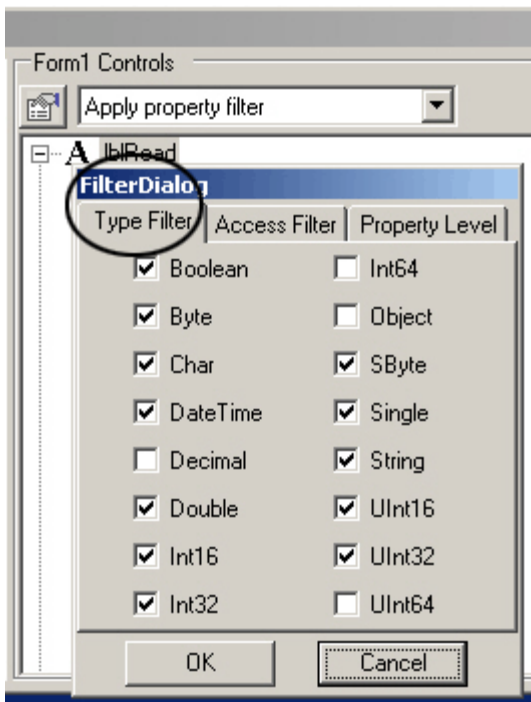 Form1 Controls
Apply property filter
A lblRead
FilterDialog
Type Filter Access Filter Property Level
Boolean Int64
Byte Object
Char SByte
DateTime Single
Decimal String
Double UInt16
Int16 UInt32
Int32 UInt64
OK Cancel